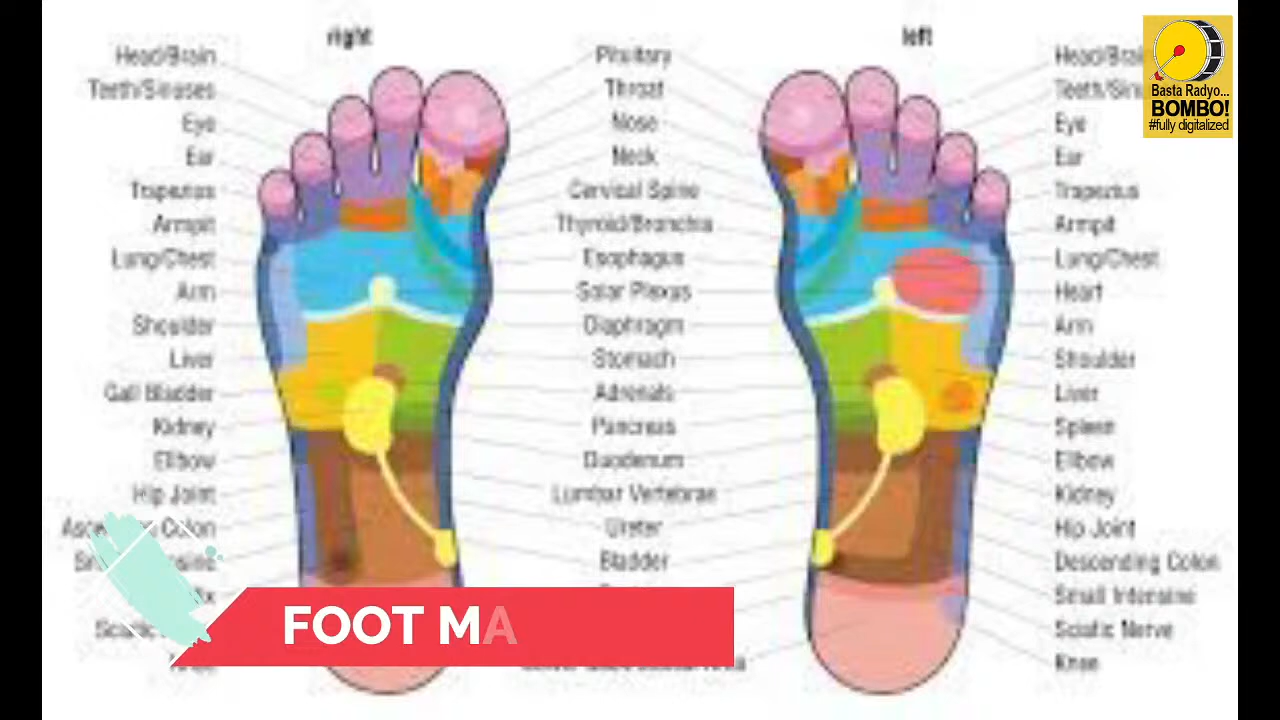 right
left
Head/Brain
Teeth/Sinuses
Eye
Ear
Trapezius
Armpit
Lung/Chest
Arm
Shoulder
Liver
Gall Bladder
Kidney
Elbow
Hip Joint
Colon
Pituitary
Throat
Nose
Neck
Cervical Spine
Thyroid/Bronchia
Esophagus
Solar Plexus
Diaphragm
Stomach
Adrenals
Pancreas
Duodenum
Lumbar Vertebrae
Ureter
Bladder
Eye
Ear
Trapezius
Armpit
Lung/Chest
Heart
Arm
Shoulder
Liver
Spleen
Elbow
Kidney
Hip Joint
Descending Colon
Small Intensine
Sciatic Nerve
Knee
Basta Radyo...
BOMBO!
#fully digitalized
FOOT MA